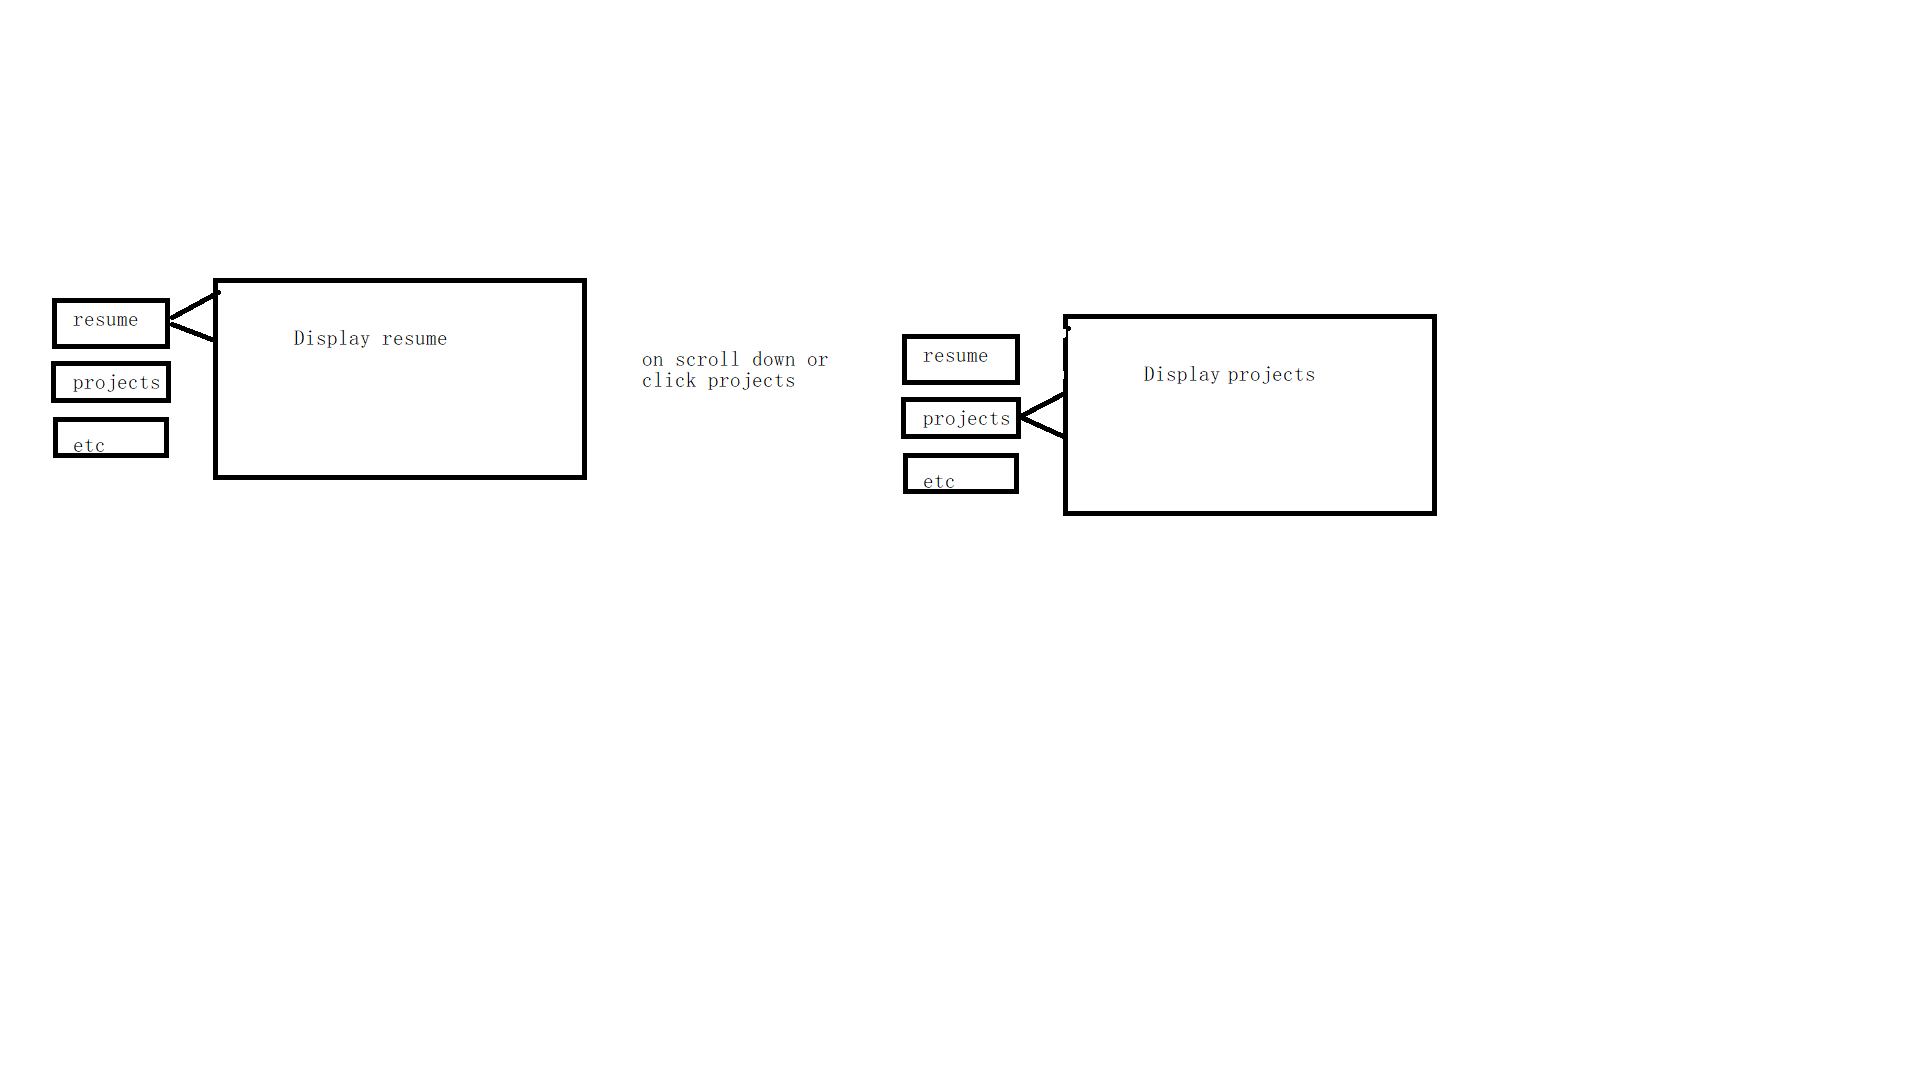 resume
projects
etc
Display resume
on scroll down or
click projects
resume
projects
etc
Display projects